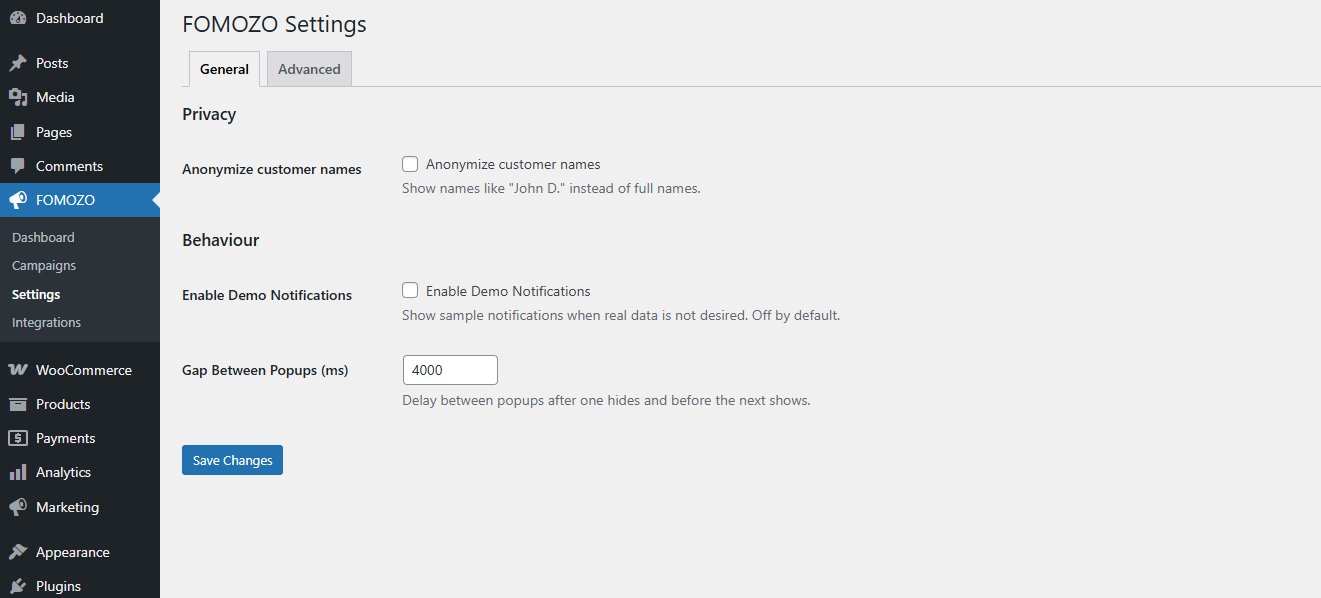 Dashboard
Posts
Media
Pages
Comments
FOMOZO
Dashboard
Campaigns
Settings
Integrations
WooCommerce
Products
Payments
Analytics
Marketing
Appearance
Plugins
FOMOZO Settings
General
Advanced
Privacy
Anonymize customer names
Anonymize customer names
Show names like "John D." instead of full names.
Behaviour
Enable Demo Notifications
Enable Demo Notifications
Show sample notifications when real data is not desired. Off by default.
Gap Between Popups (ms)
4000
Delay between popups after one hides and before the next shows.
Save Changes